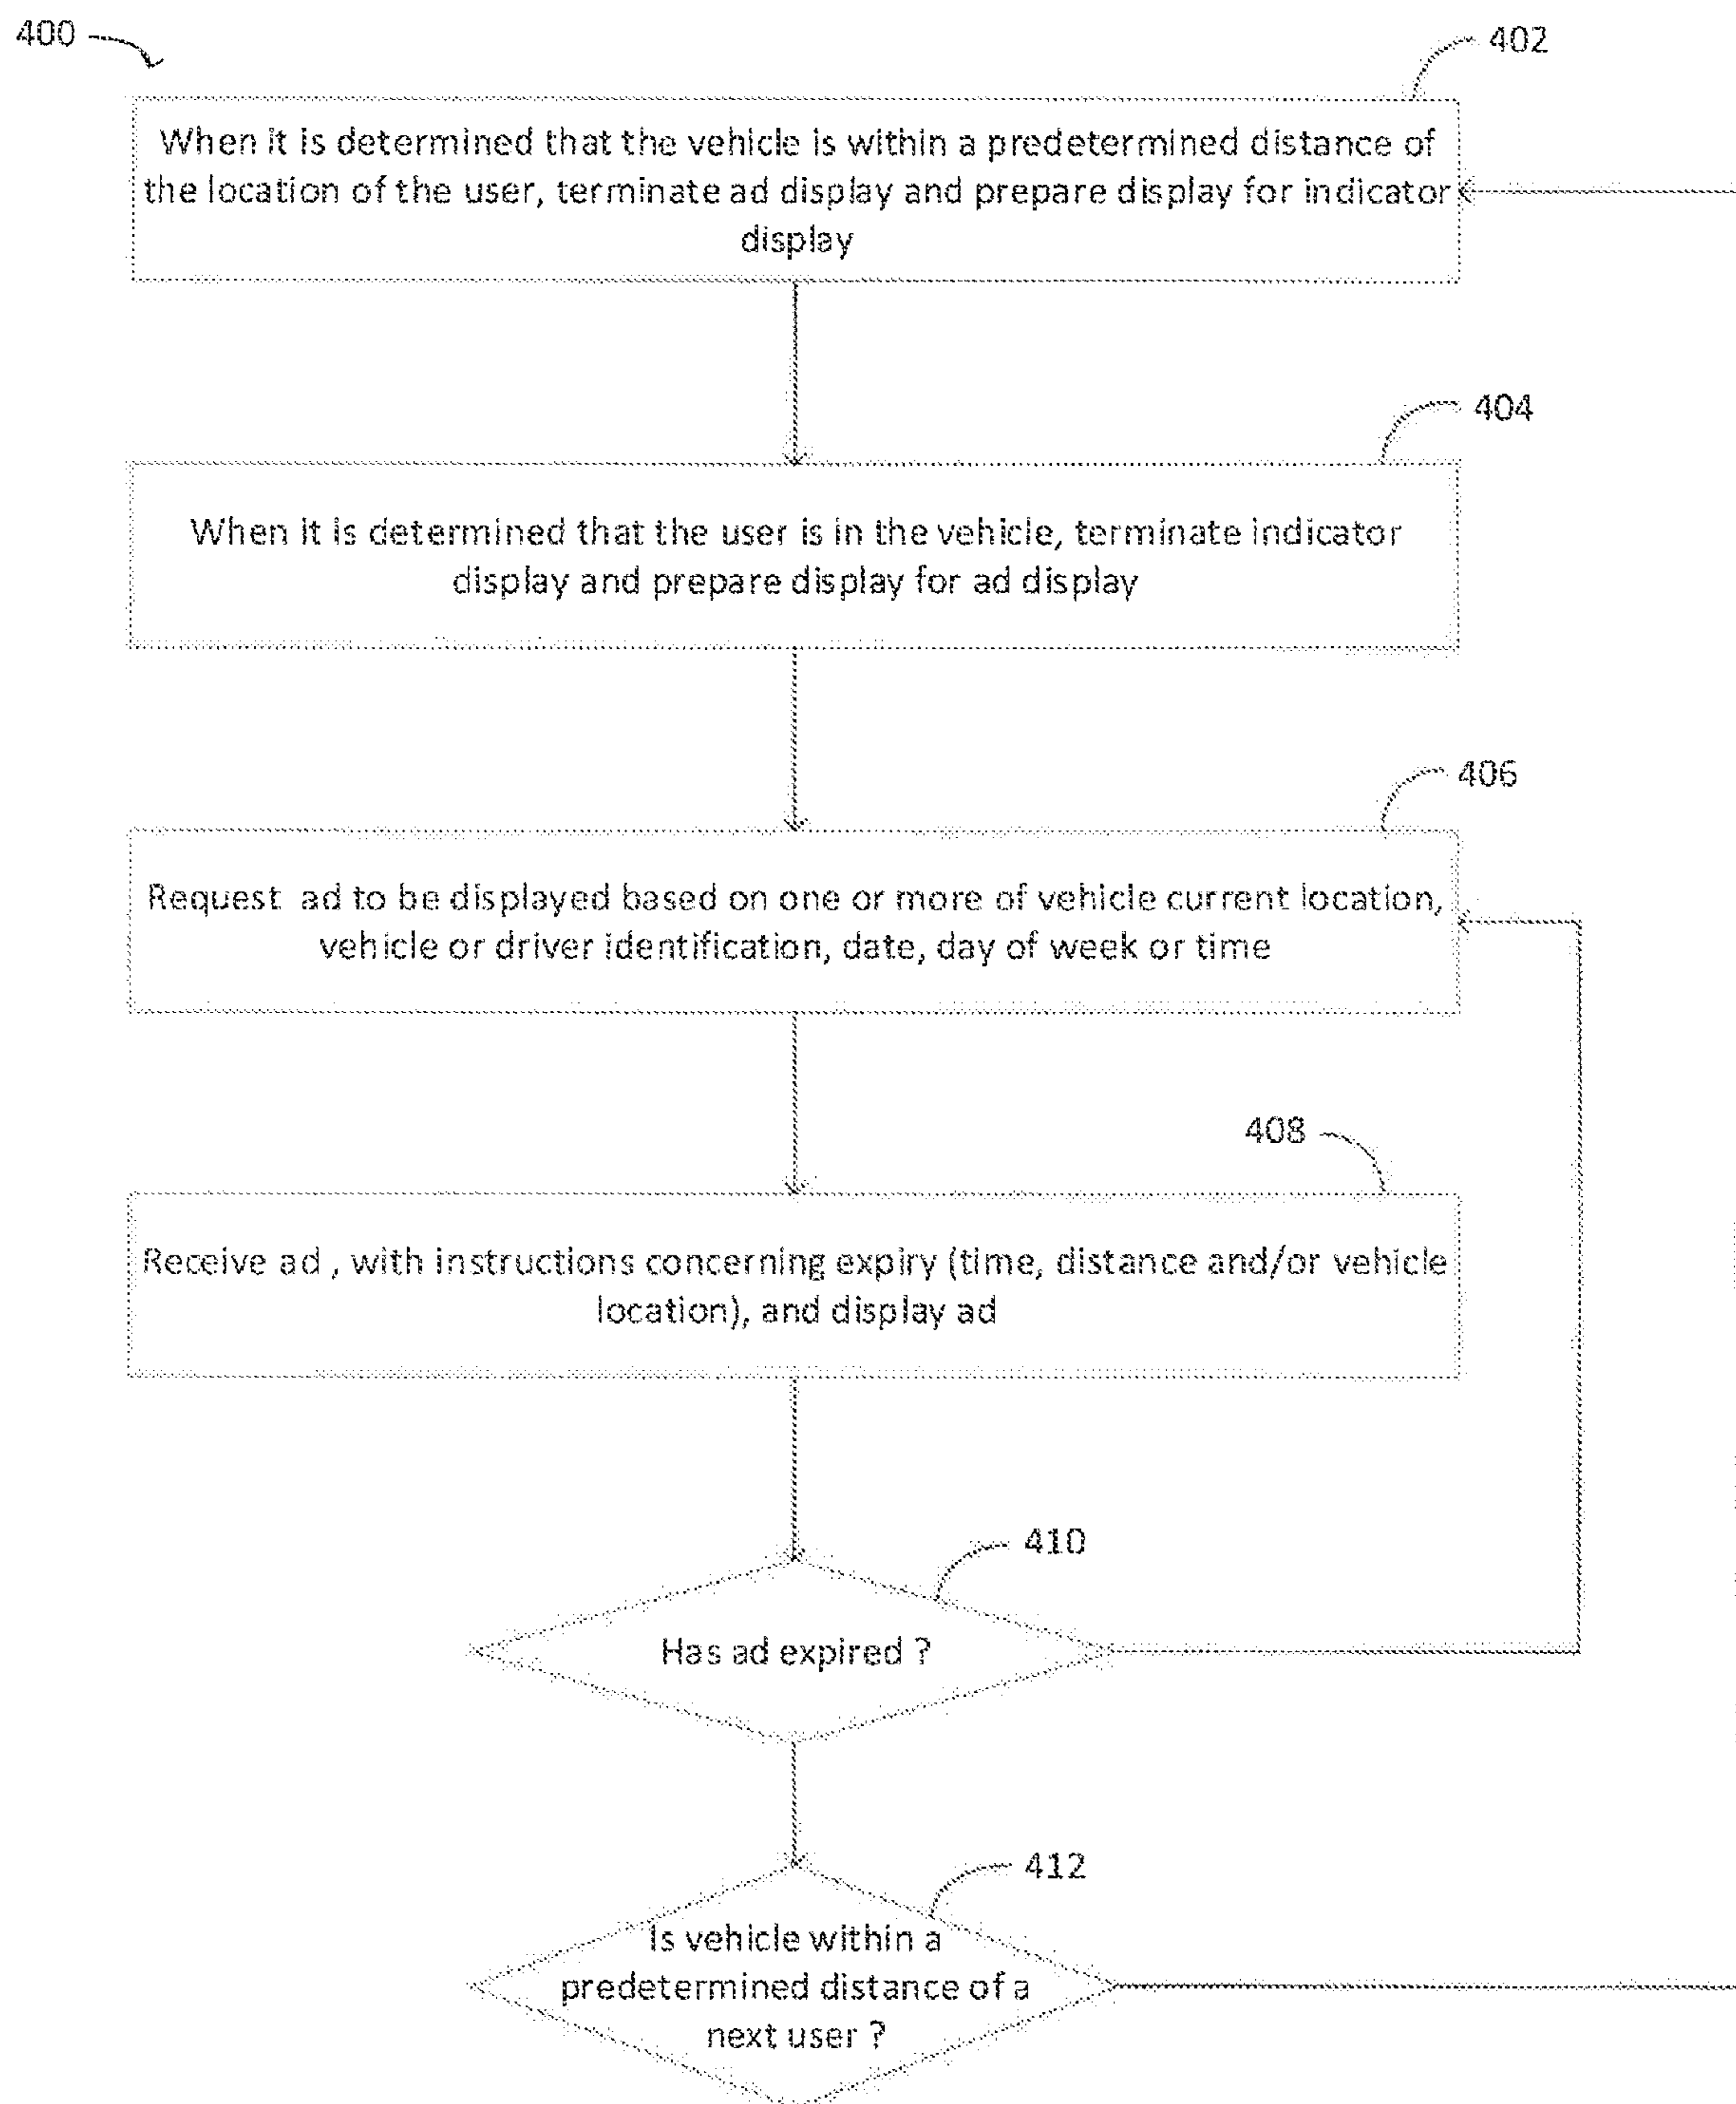 400
402
When it is determined that the vehicle is within a predetermined distance of
the location of the user, terminate ad display and prepare display for indicator
display
404
When it is determined that the user is in the vehicle, terminate indicator
display and prepare display for ad display
406
Request ad to be displayed based on one or more of vehicle current location,
vehicle or driver identification, date, day of week or time
408
Receive ad , with instructions concerning expiry (time, distance and/or vehicle
location), and display ad
410
Has ad expired ?
412
Is vehicle within a
predetermined distance of a
next user ?